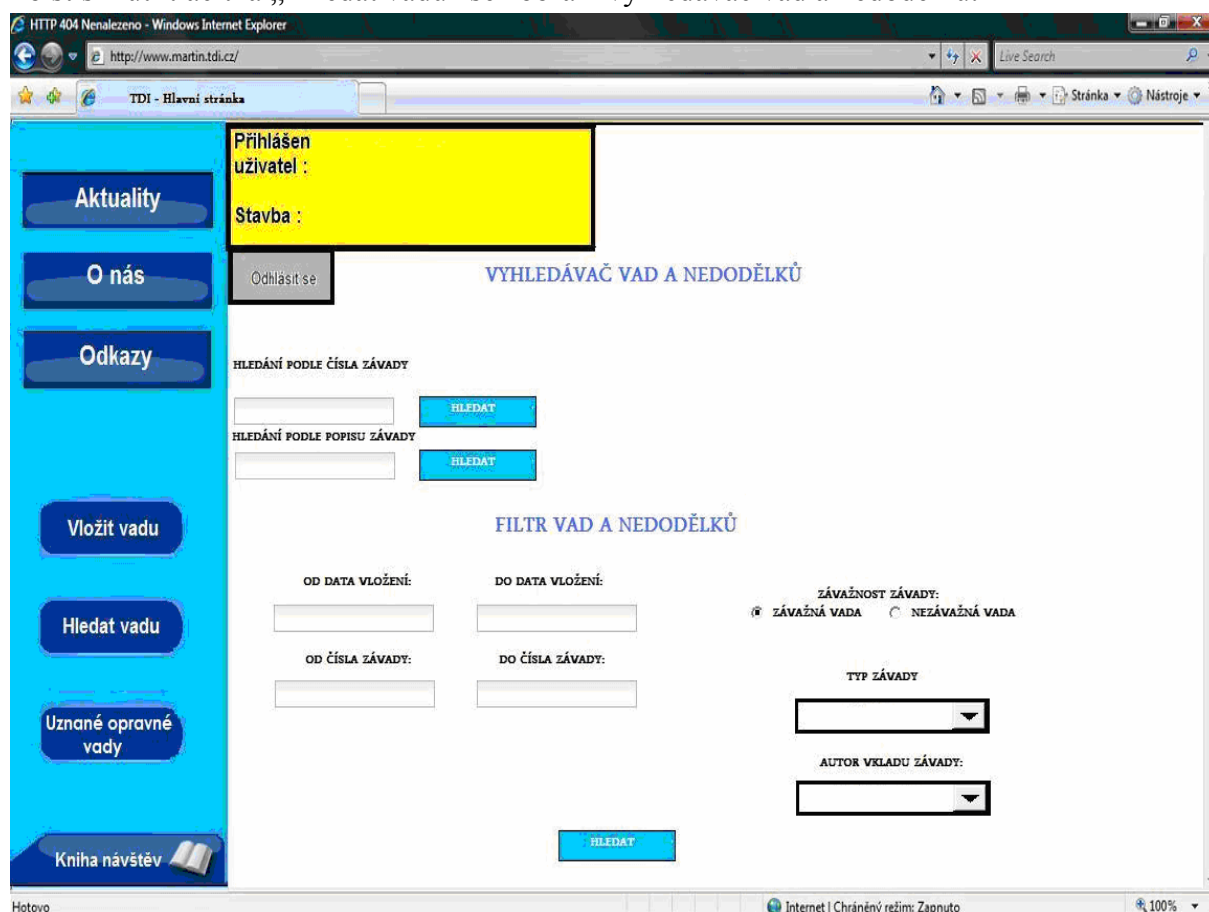 HTTP 404 Nenalezeno - Windows Internet Explorer
http://www.martin.tdi.cz/
Live Search
TDI - Hlavní stránka
Stránka
Nástroje
Přihlášen
uživatel :
Stavba :
Aktuality
O nás
Odkazy
Odhlásit se
VYHLEDÁVAČ VAD A NEDODĚLKŮ
HLEDÁNÍ PODLE ČÍSLA ZÁVADY
HLEDAT
HLEDÁNÍ PODLE POPISU ZÁVADY
HLEDAT
Vložit vadu
Hledat vadu
Uznané opravné
vady
Kniha návštěv
FILTR VAD A NEDODĚLKŮ
OD DATA VLOŽENÍ:
DO DATA VLOŽENÍ:
ZÁVAŽNOST ZÁVADY:
ZÁVAŽNÁ VADA
NEZÁVAŽNÁ VADA
OD ČÍSLA ZÁVADY:
DO ČÍSLA ZÁVADY:
TYP ZÁVADY
AUTOR VKLADU ZÁVADY:
HLEDAT
Hotovo
Internet | Chráněný režim: Zapnuto
100%